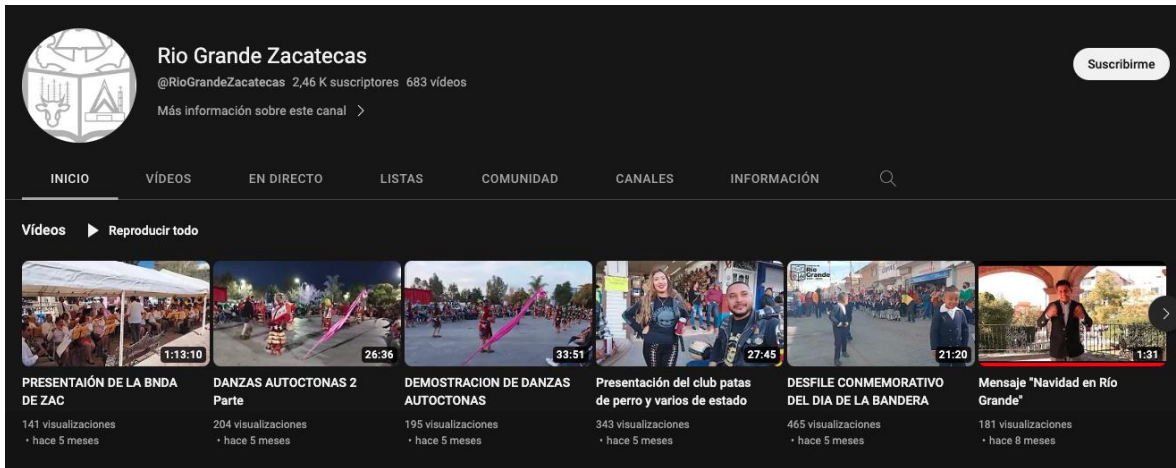 Rio Grande Zacatecas
@RioGrandeZacatecas 2,46 K suscriptores 683 vídeos
Más información sobre este canal
Suscribirme
INICIO VÍDEOS EN DIRECTO LISTAS COMUNIDAD CANALES INFORMACIÓN
Vídeos Reproducir todo
Río Grande
1:13:10 26:36 33:51 27:45 21:20 1:31
PRESENTAIÓN DE LA BNDA
DE ZAC
141 visualizaciones
• hace 5 meses
DANZAS AUTOCTONAS 2
Parte
204 visualizaciones
• hace 5 meses
DEMOSTRACION DE DANZAS
AUTOCTONAS
195 visualizaciones
• hace 5 meses
Presentación del club patas
de perro y varios de estado
343 visualizaciones
• hace 5 meses
DESFILE CONMEMORATIVO
DEL DIA DE LA BANDERA
465 visualizaciones
• hace 5 meses
Mensaje "Navidad en Río
Grande"
181 visualizaciones
• hace 8 meses